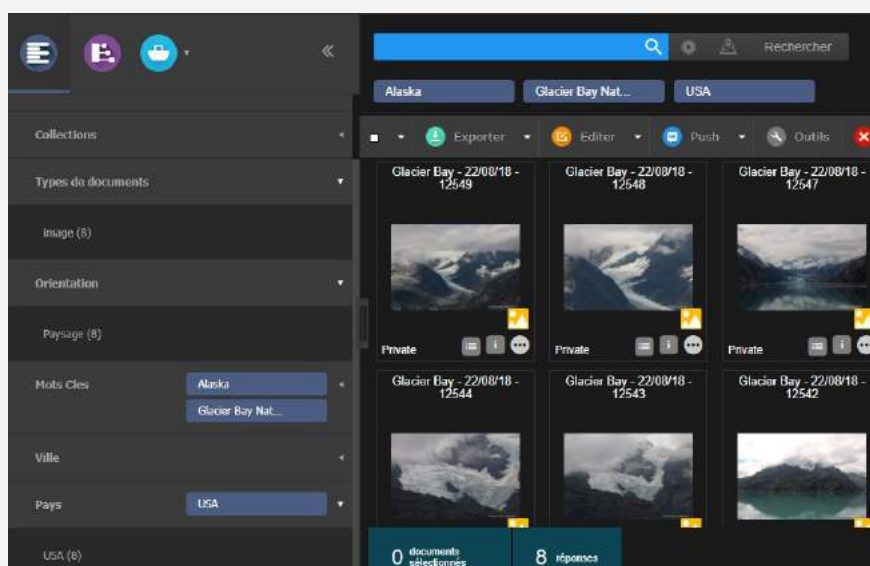 Rechercher
Alaska
Glacier Bay Nat...
USA
Exporter
Editer
Push
Outils
Collections
Types de documents
image (8)
Orientation
Paysage (8)
Mots Cles
Alaska
Glacier Bay Nat...
Ville
Pays
USA
USA (8)
Glacier Bay - 22/08/18 -
12549
Glacier Bay - 22/08/18 -
12548
Glacier Bay - 22/08/18 -
12547
Private
Private
Private
Glacier Bay - 22/08/18 -
12544
Glacier Bay - 22/08/18 -
12543
Glacier Bay - 22/08/18 -
12542
0 documents
sélectionnés
8 réponses